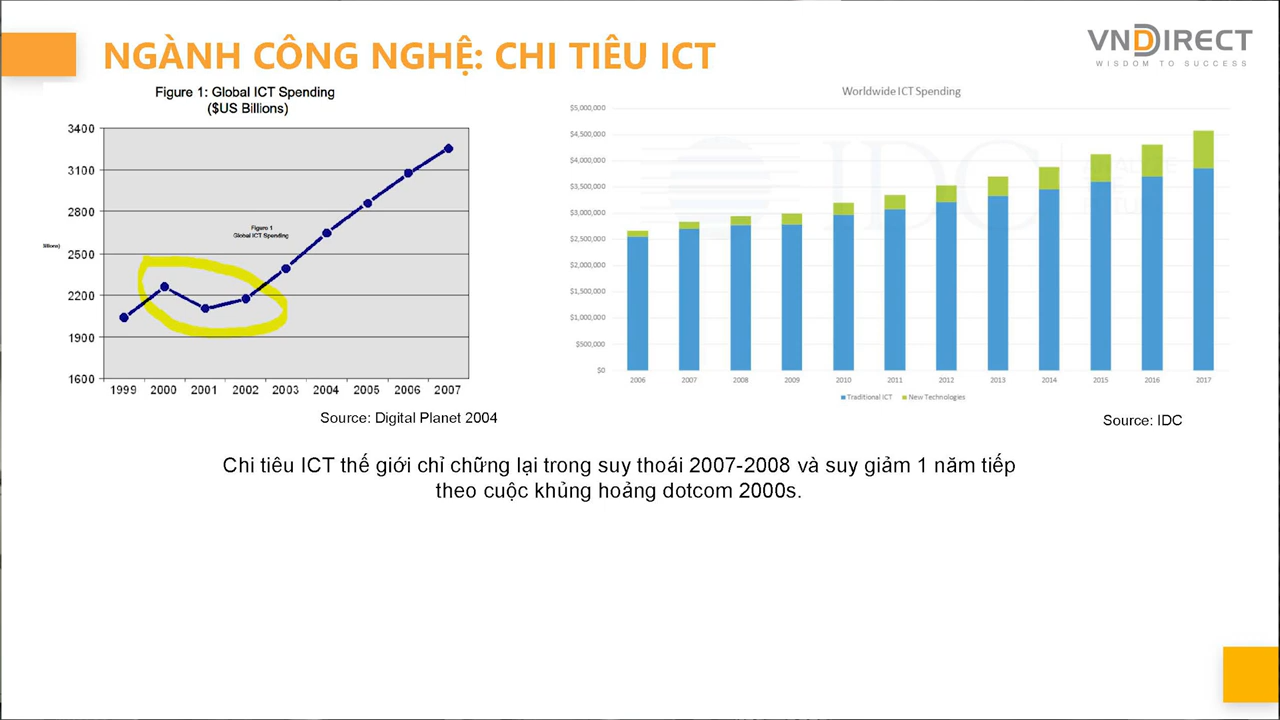 NGÀNH CÔNG NGHỆ: CHI TIÊU ICT
VNDIRECT
WISDOM TO SUCCESS
Figure 1: Global ICT Spending
($US Billions)
3400
3100
2800
2500
2200
1900
1600
Figure 1
Global ICT Spending
1999 2000 2001 2002 2003 2004 2005 2006 2007
Source: Digital Planet 2004
Worldwide ICT Spending
$5,000,000
$4,500,000
$4,000,000
$3,500,000
$3,000,000
$2,500,000
$2,000,000
$1,500,000
$1,000,000
$500,000
$0
IDC
2006 2007 2008 2009 2010 2011 2012 2013 2014 2015 2016 2017
Traditional ICT New Technologies
Source: IDC
Chi tiêu ICT thế giới chỉ chững lại trong suy thoái 2007-2008 và suy giảm 1 năm tiếp
theo cuộc khủng hoảng dotcom 2000s.